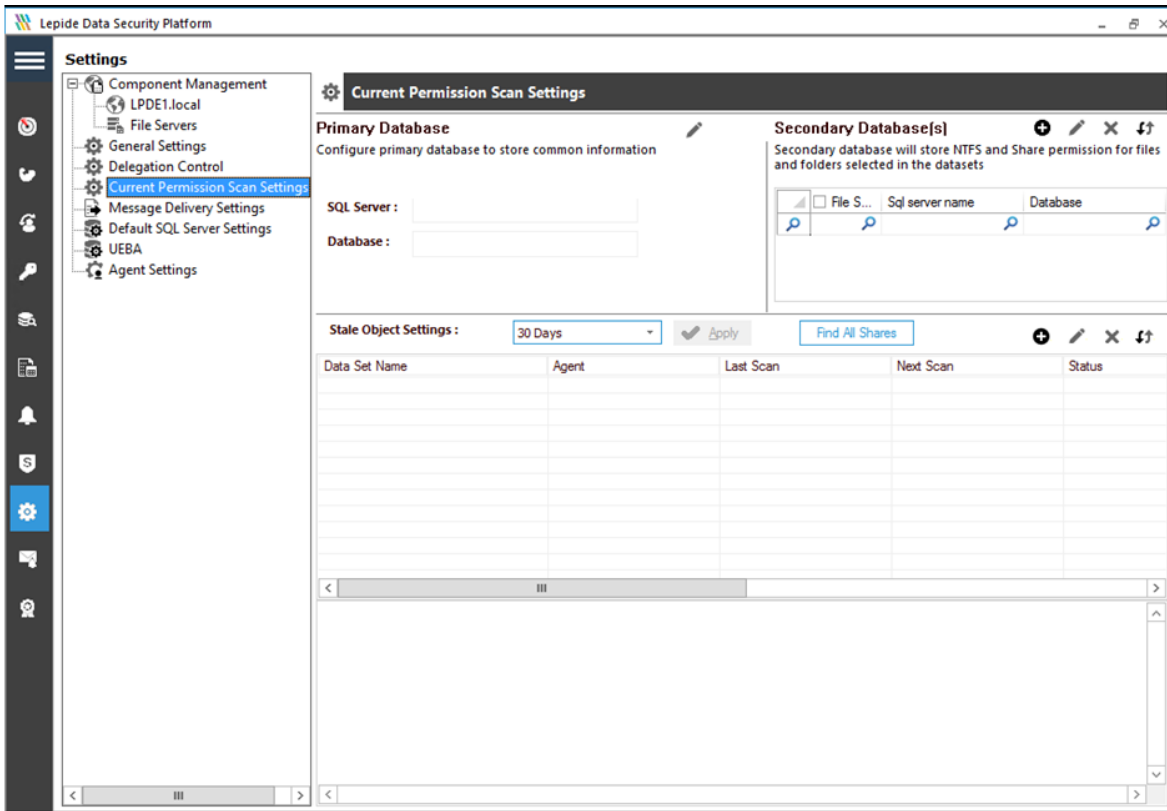 Lepide Data Security Platform
Settings
Component Management
LPDE1.local
File Servers
General Settings
Delegation Control
Current Permission Scan Settings
Message Delivery Settings
Default SQL Server Settings
UEBA
Agent Settings
Current Permission Scan Settings
Primary Database
Configure primary database to store common information
SQL Server :
Database :
Secondary Database(s)
Secondary database will store NTFS and Share permission for files
and folders selected in the datasets
File S... Sql server name Database
Stale Object Settings : 30 Days Apply Find All Shares
Data Set Name Agent Last Scan Next Scan Status